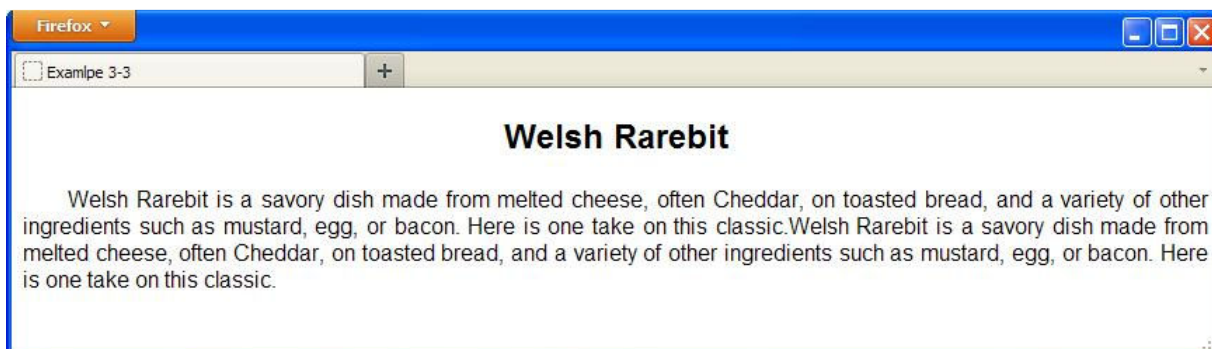 Firefox
Examlpe 3-3
Welsh Rarebit
Welsh Rarebit is a savory dish made from melted cheese, often Cheddar, on toasted bread, and a variety of other
ingredients such as mustard, egg, or bacon. Here is one take on this classic.Welsh Rarebit is a savory dish made from
melted cheese, often Cheddar, on toasted bread, and a variety of other ingredients such as mustard, egg, or bacon. Here
is one take on this classic.